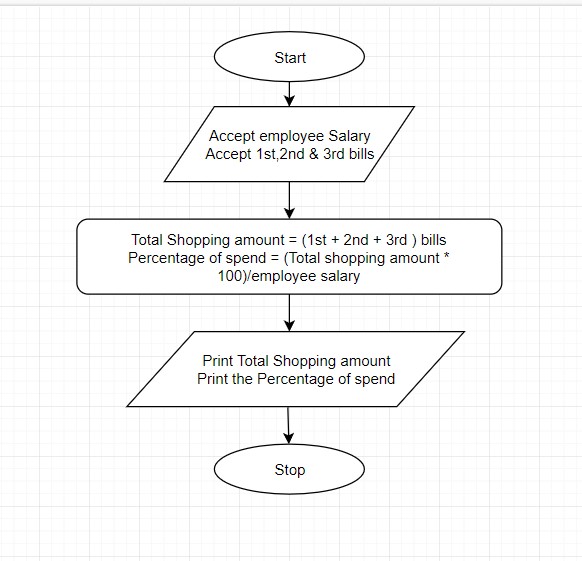 Start
Accept employee Salary
Accept 1st,2nd & 3rd bills
Total Shopping amount = (1st + 2nd + 3rd ) bills
Percentage of spend = (Total shopping amount *
100)/employee salary
Print Total Shopping amount
Print the Percentage of spend
Stop